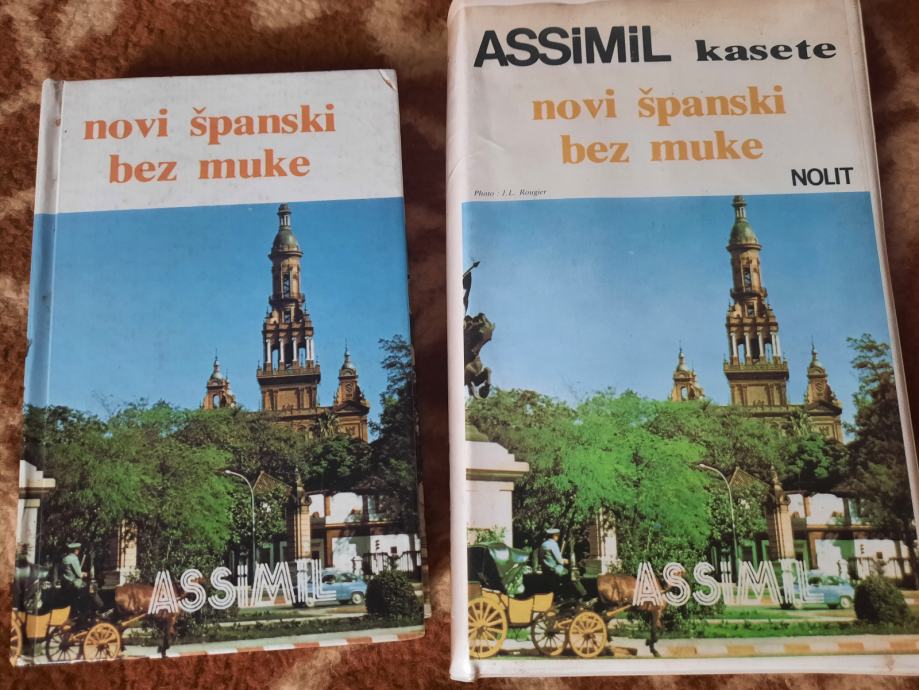 novi španski
bez muke
ASSiMiL
ASSiMiL kasete
novi španski
bez muke
NOLIT
Photo : J.L. Rougier
ASSiMiL